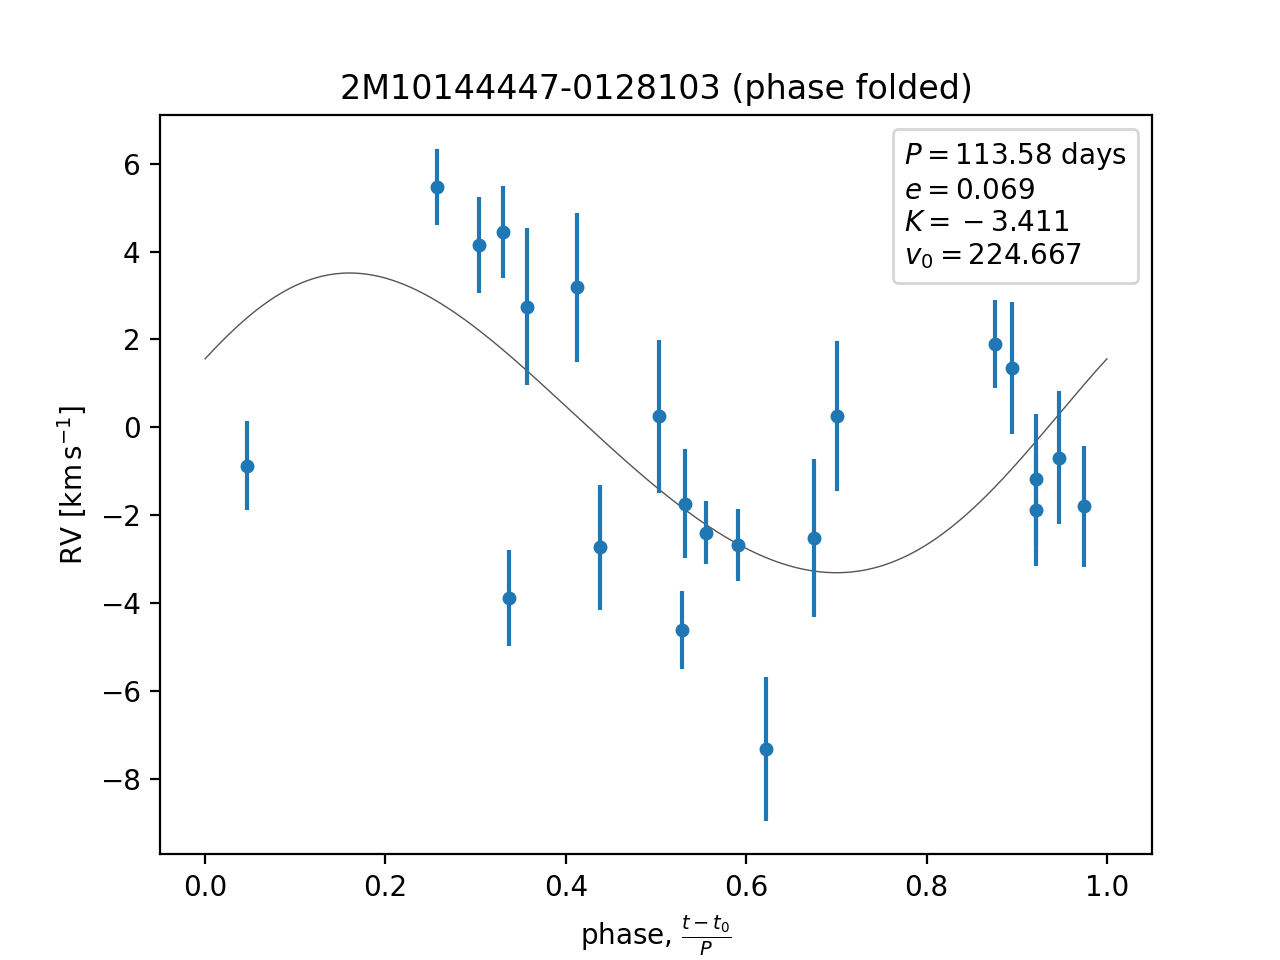 2M10144447-0128103 (phase folded)
P = 113.58 days
e = 0.069
K = −3.411
v₀ = 224.667
RV [km s⁻¹]
6
4
2
0
−2
−4
−6
−8
0.0 0.2 0.4 0.6 0.8 1.0
phase, (t − t₀)/P